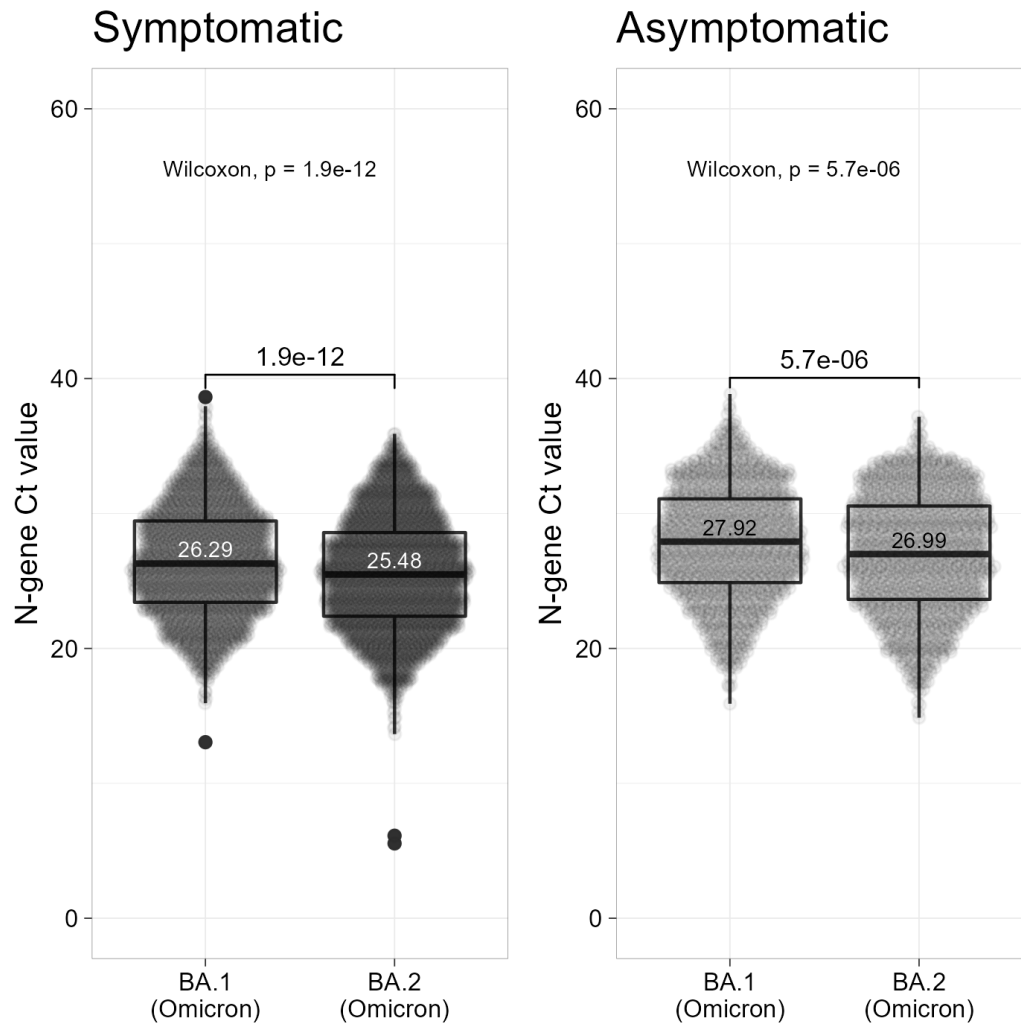 Symptomatic
60
Wilcoxon, p = 1.9e-12
1.9e-12
40
N-gene Ct value
26.29
25.48
20
0
BA.1
(Omicron)
BA.2
(Omicron)
Asymptomatic
60
Wilcoxon, p = 5.7e-06
5.7e-06
40
N-gene Ct value
27.92
26.99
20
0
BA.1
(Omicron)
BA.2
(Omicron)